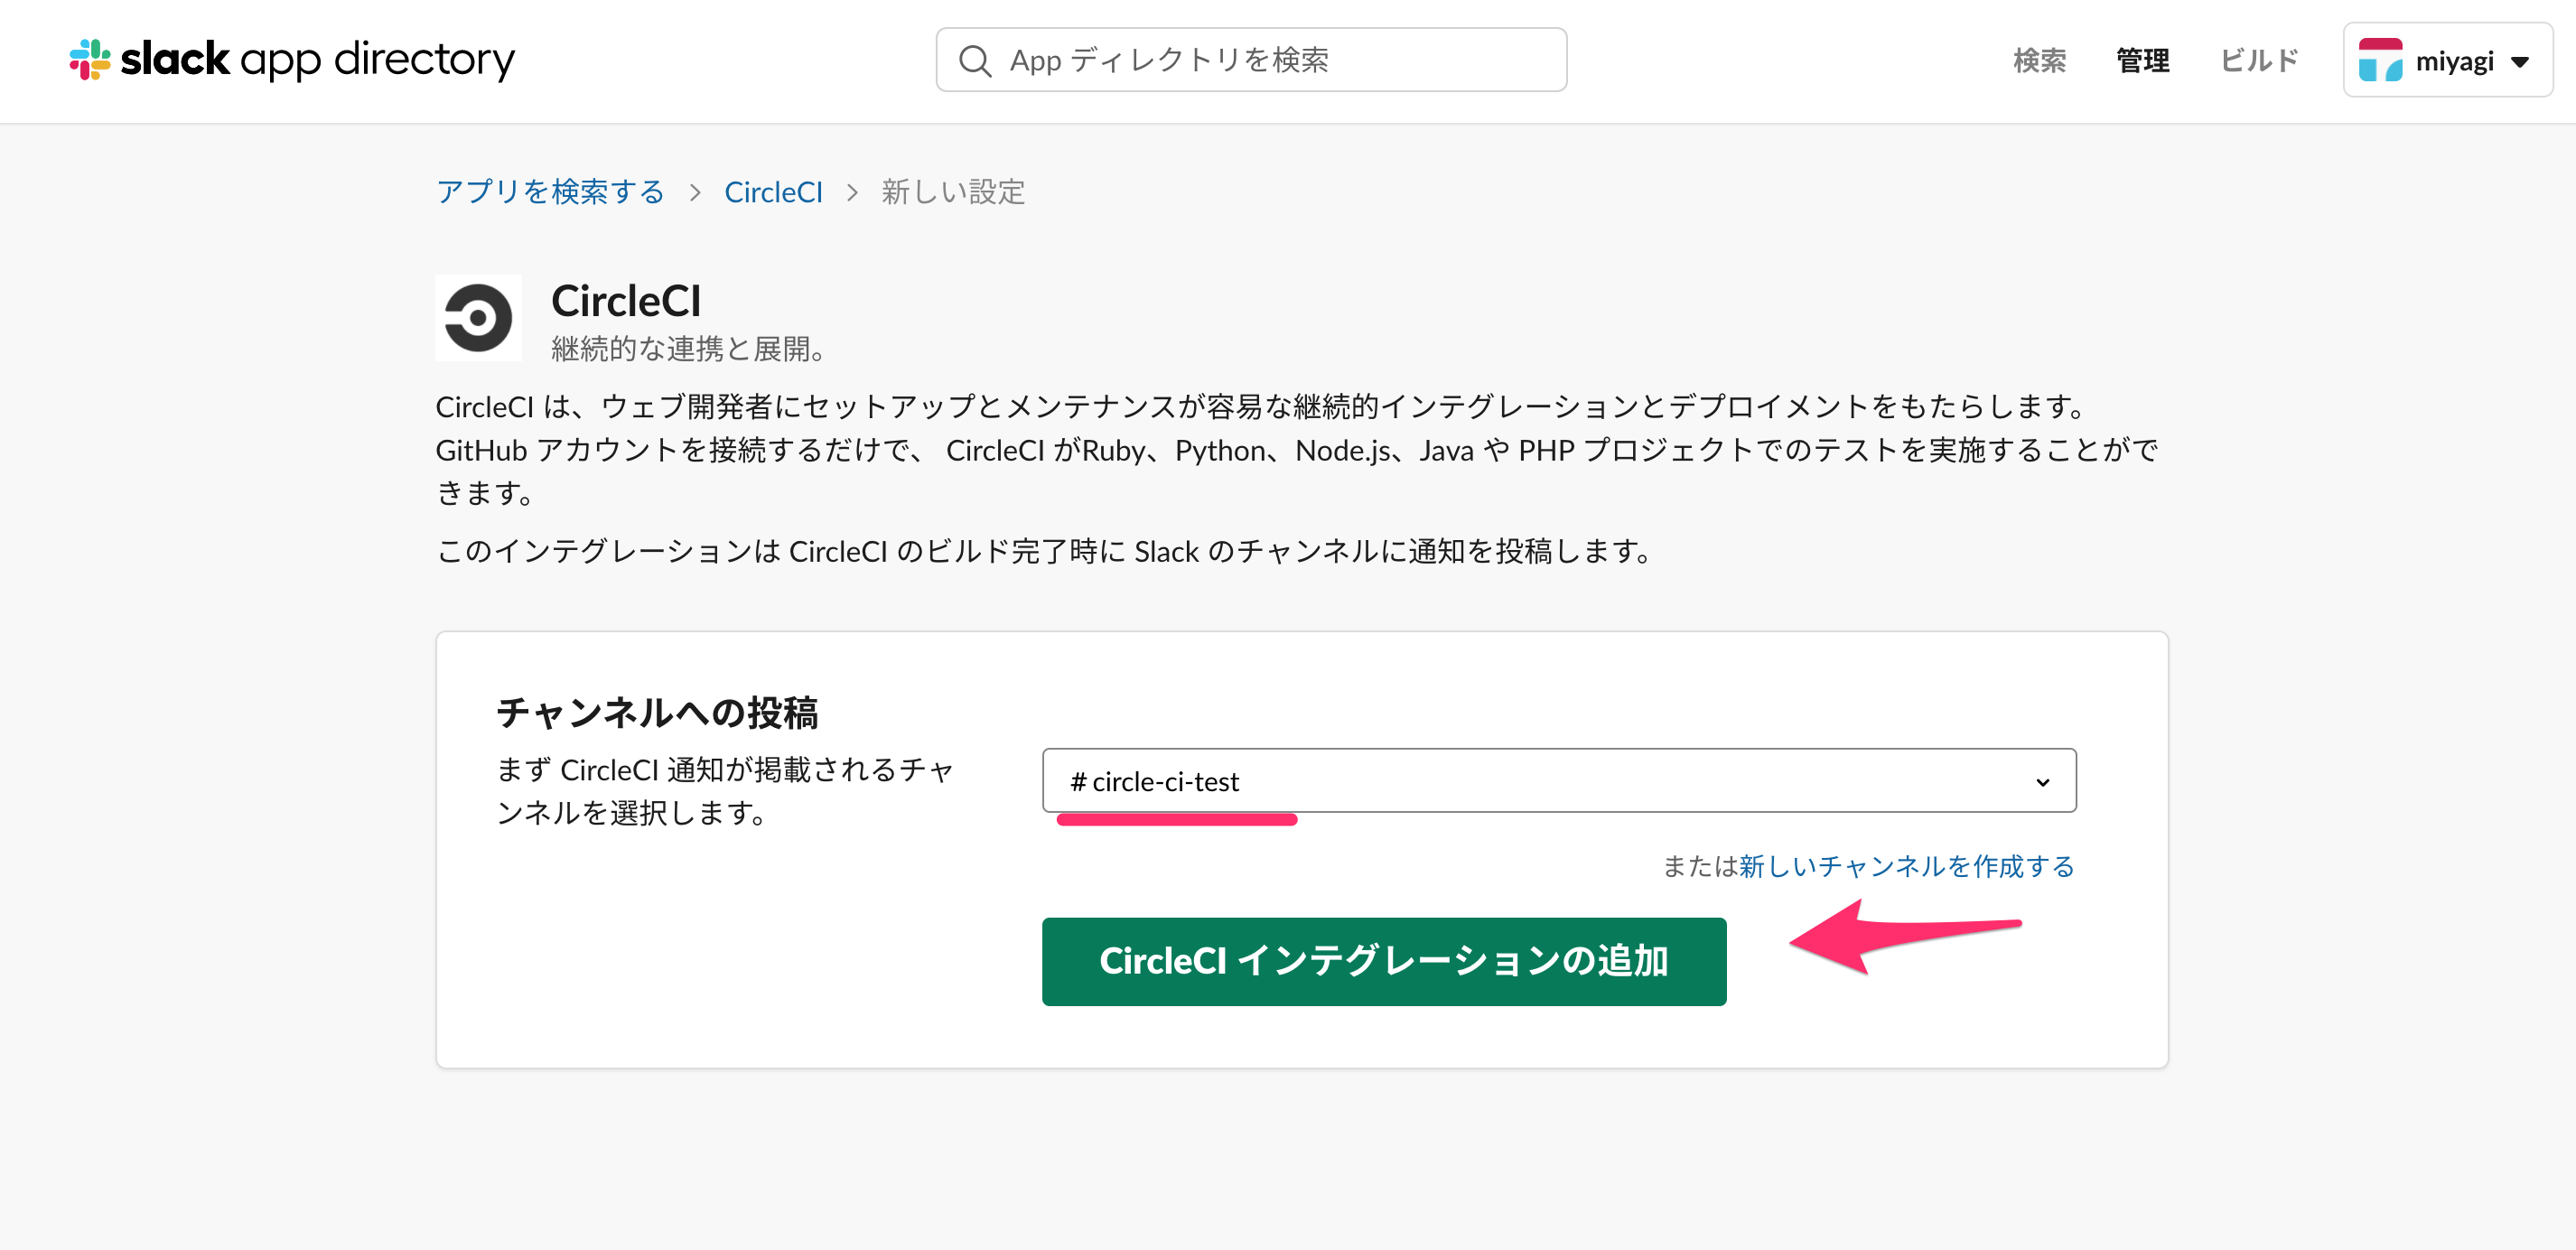 slack app directory
App ディレクトリを検索
検索
管理
ビルド
miyagi
アプリを検索する > CircleCI > 新しい設定
CircleCI
継続的な連携と展開。
CircleCI は、ウェブ開発者にセットアップとメンテナンスが容易な継続的インテグレーションとデプロイメントをもたらします。
GitHub アカウントを接続するだけで、 CircleCI がRuby、Python、Node.js、Java や PHP プロジェクトでのテストを実施することがで
きます。
このインテグレーションは CircleCI のビルド完了時に Slack のチャンネルに通知を投稿します。
チャンネルへの投稿
まず CircleCI 通知が掲載されるチャ
ンネルを選択します。
# circle-ci-test
または新しいチャンネルを作成する
CircleCI インテグレーションの追加